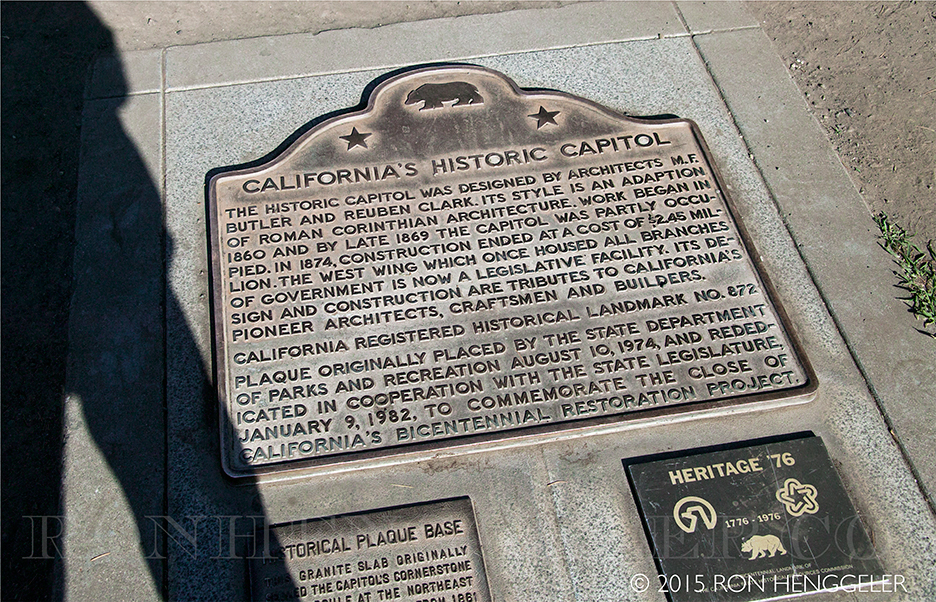 CALIFORNIA'S HISTORIC CAPITOL
THE HISTORIC CAPITOL WAS DESIGNED BY ARCHITECTS M.F.
BUTLER AND REUBEN CLARK. ITS STYLE IS AN ADAPTION
OF ROMAN CORINTHIAN ARCHITECTURE. WORK BEGAN IN
1860 AND BY LATE 1869 THE CAPITOL WAS PARTLY OCCU-
PIED. IN 1874, CONSTRUCTION ENDED AT A COST OF $2.45 MIL-
LION. THE WEST WING WHICH ONCE HOUSED ALL BRANCHES
OF GOVERNMENT IS NOW A LEGISLATIVE FACILITY. ITS DE-
SIGN AND CONSTRUCTION ARE TRIBUTES TO CALIFORNIA'S
PIONEER ARCHITECTS, CRAFTSMEN AND BUILDERS.
CALIFORNIA REGISTERED HISTORICAL LANDMARK NO. 872
PLAQUE ORIGINALLY PLACED BY THE STATE DEPARTMENT
OF PARKS AND RECREATION AUGUST 10, 1974, AND REDED-
ICATED IN COOPERATION WITH THE STATE LEGISLATURE,
JANUARY 9, 1982, TO COMMEMORATE THE CLOSE OF
CALIFORNIA'S BICENTENNIAL RESTORATION PROJECT.
HISTORICAL PLAQUE BASE
GRANITE SLAB ORIGINALLY
THE CAPITOL'S CORNERSTONE
AT THE NORTHEAST
FROM 1881
HERITAGE '76
1776 - 1976
COMMISSION
© 2015 RON HENGGELER